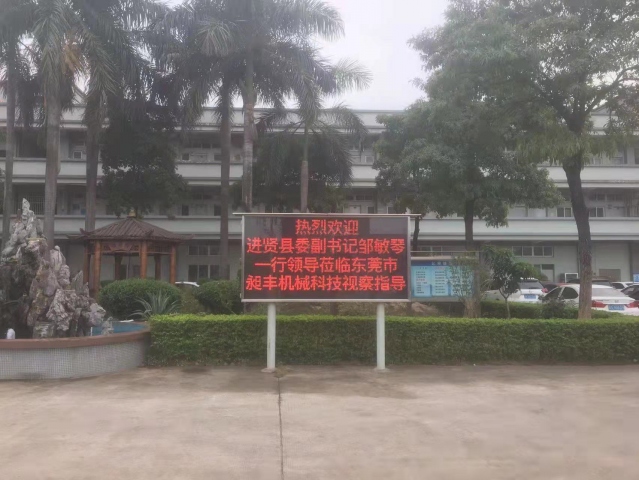 热烈欢迎
进贤县委副书记邹敏琴
一行领导莅临东莞市
昶丰机械科技视察指导